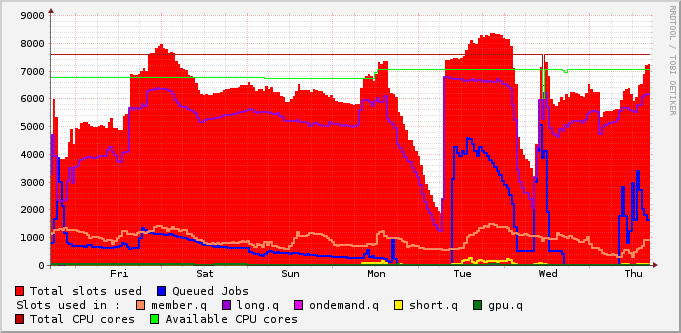 9000
8000
7000
6000
5000
4000
3000
2000
1000
0
Fri Sat Sun Mon Tue Wed Thu
RRDTOOL / TOBI OETIKER
Total slots used Queued Jobs
Slots used in : member.q long.q ondemand.q short.q gpu.q
Total CPU cores Available CPU cores